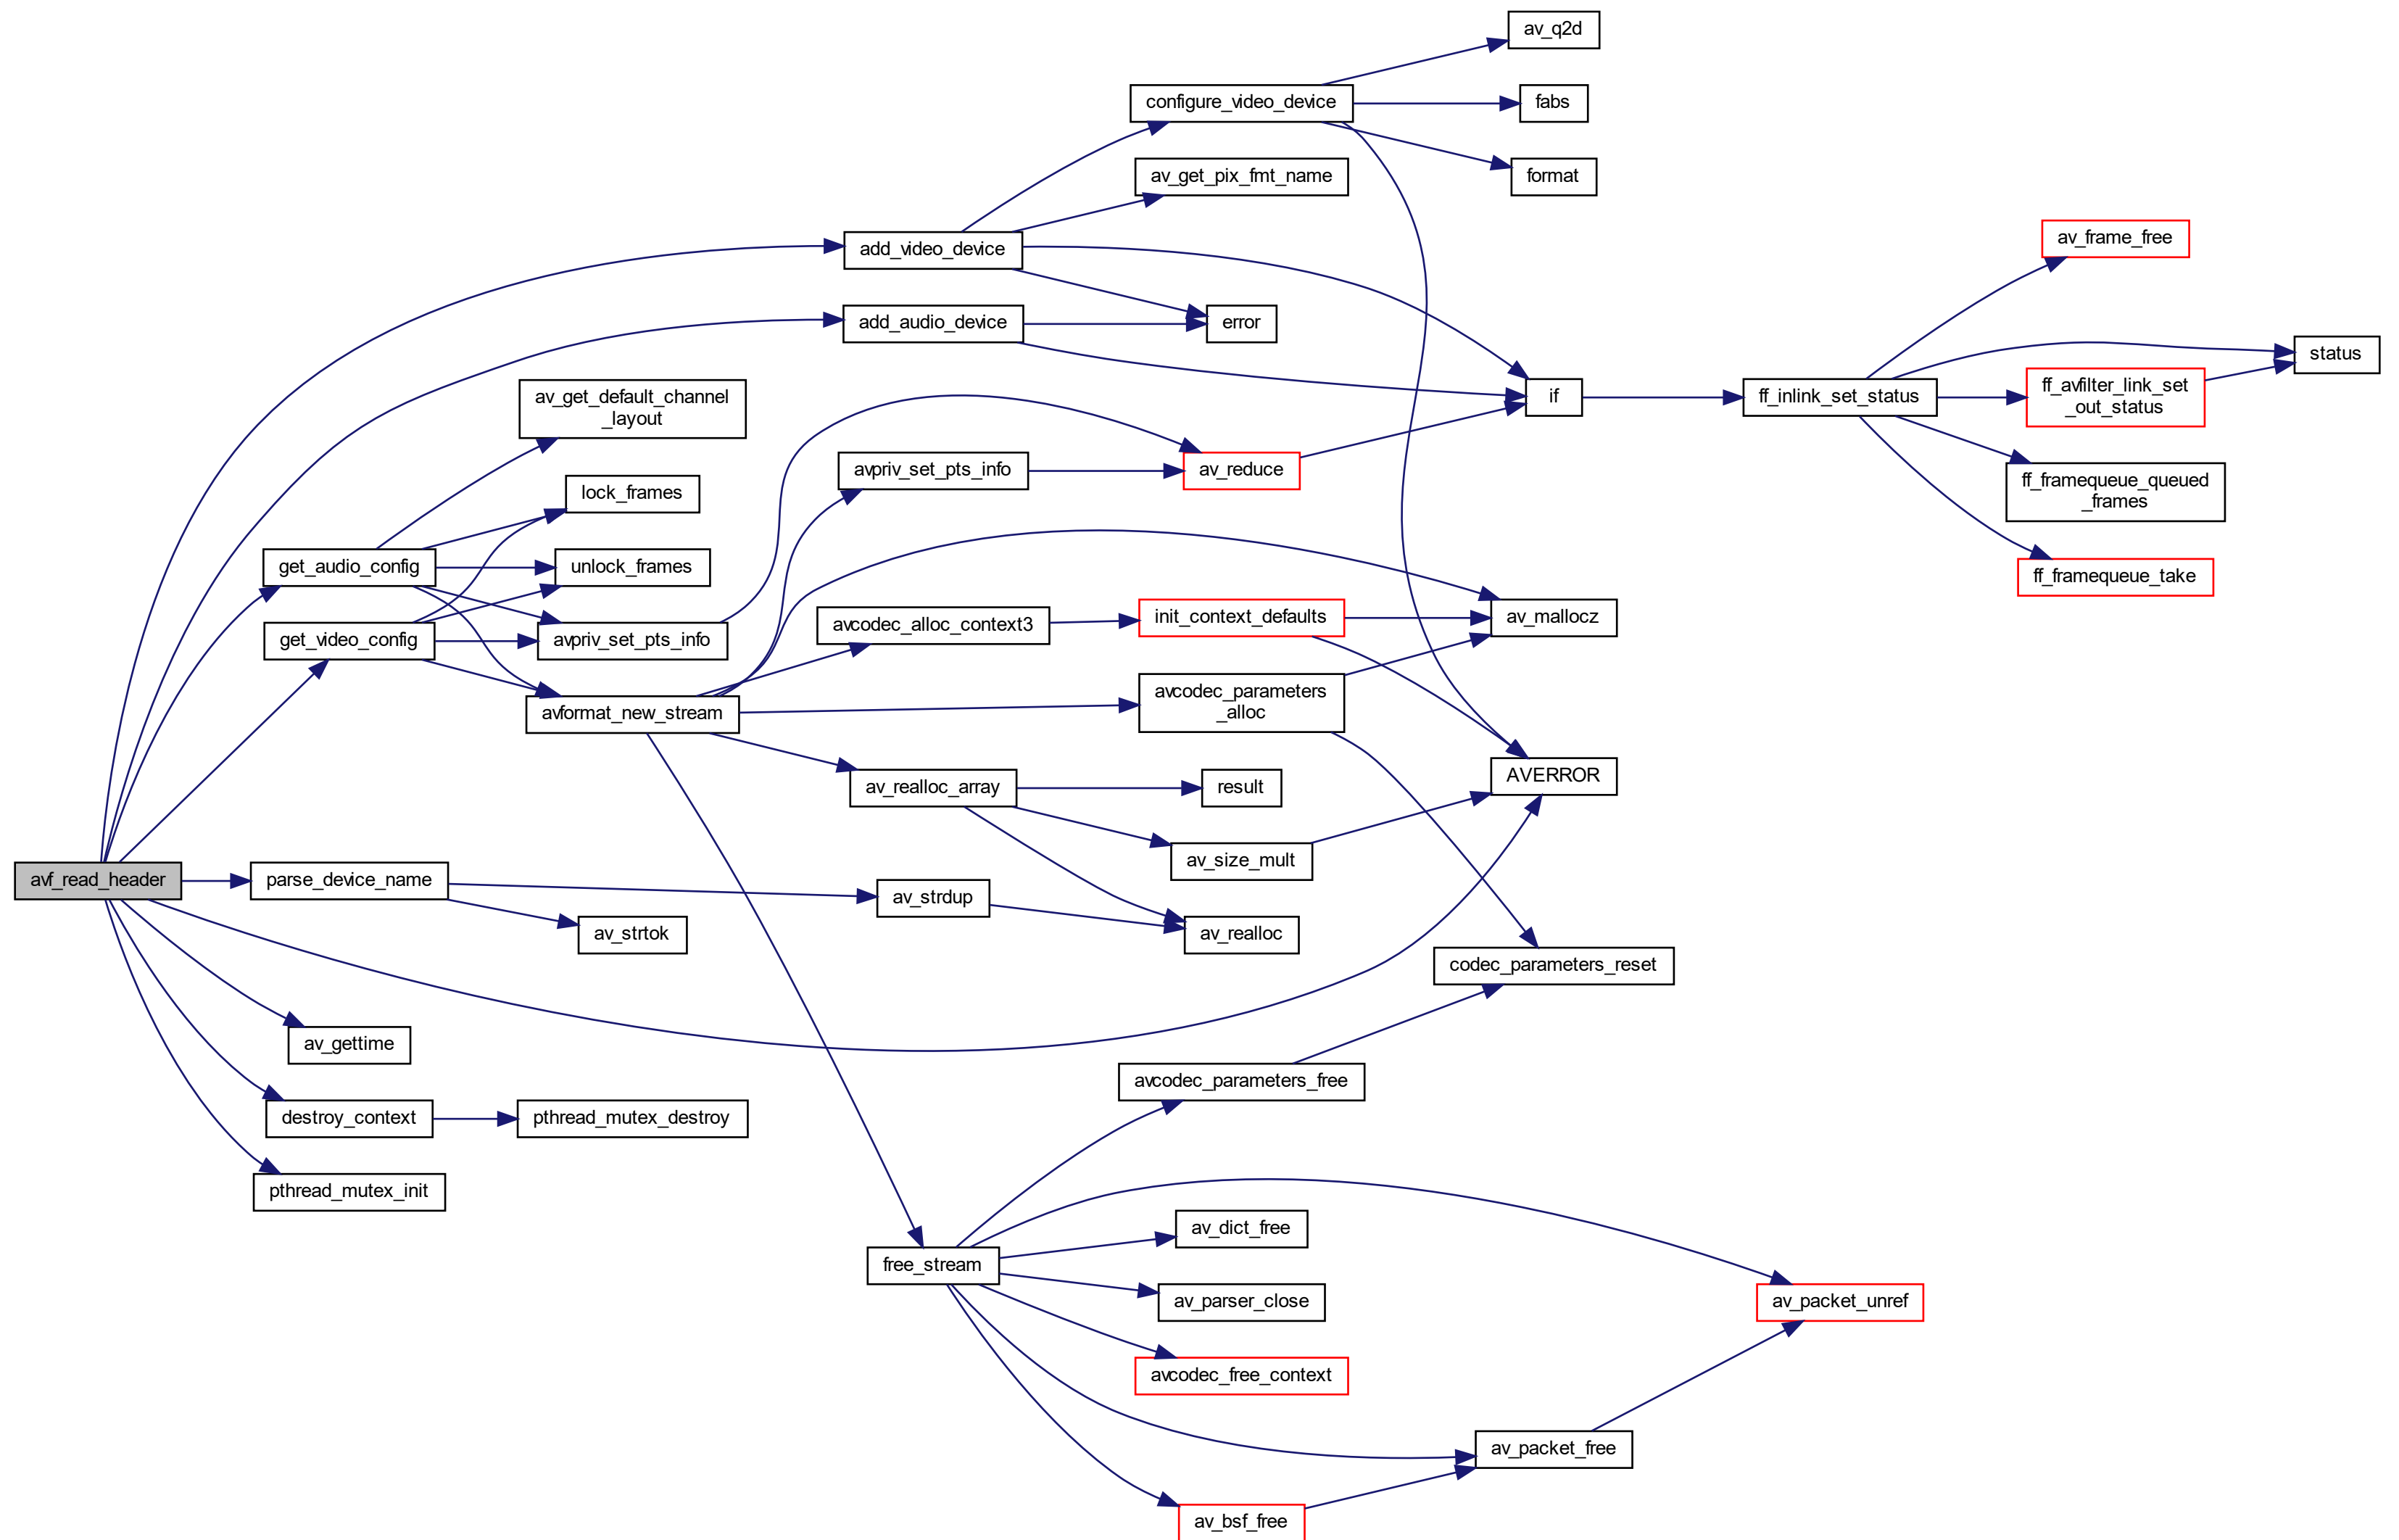 av_q2d
configure_video_device
fabs
av_get_pix_fmt_name
format
av_frame_free
add_video_device
add_audio_device
error
status
av_get_default_channel
_layout
if
ff_inlink_set_status
ff_avfilter_link_set
_out_status
lock_frames
avpriv_set_pts_info
av_reduce
ff_framequeue_queued
_frames
get_audio_config
unlock_frames
ff_framequeue_take
get_video_config
avpriv_set_pts_info
avcodec_alloc_context3
init_context_defaults
av_mallocz
avformat_new_stream
avcodec_parameters
_alloc
av_realloc_array
result
AVERROR
avf_read_header
parse_device_name
av_strdup
av_size_mult
av_strtok
av_realloc
codec_parameters_reset
av_gettime
avcodec_parameters_free
destroy_context
pthread_mutex_destroy
pthread_mutex_init
av_dict_free
free_stream
av_parser_close
av_packet_unref
avcodec_free_context
av_packet_free
av_bsf_free